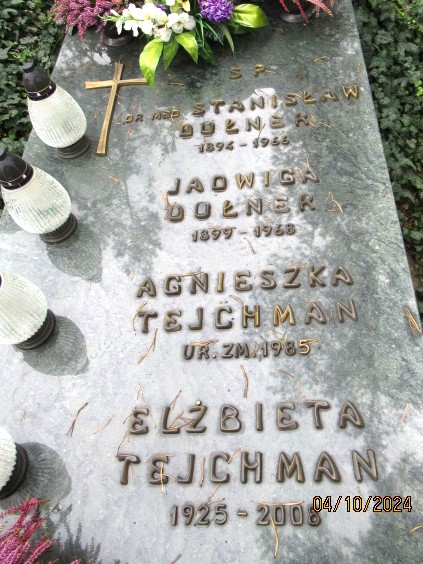 Ś. P.
DR MED STANISŁAW
DOŁNER
1894 - 1966
JADWIGA
DOŁNER
1899 - 1968
AGNIESZKA
TEJCHMAN
UR. ZM. 1985
ELŻBIETA
TEJCHMAN
1925 - 2008
04/10/2024